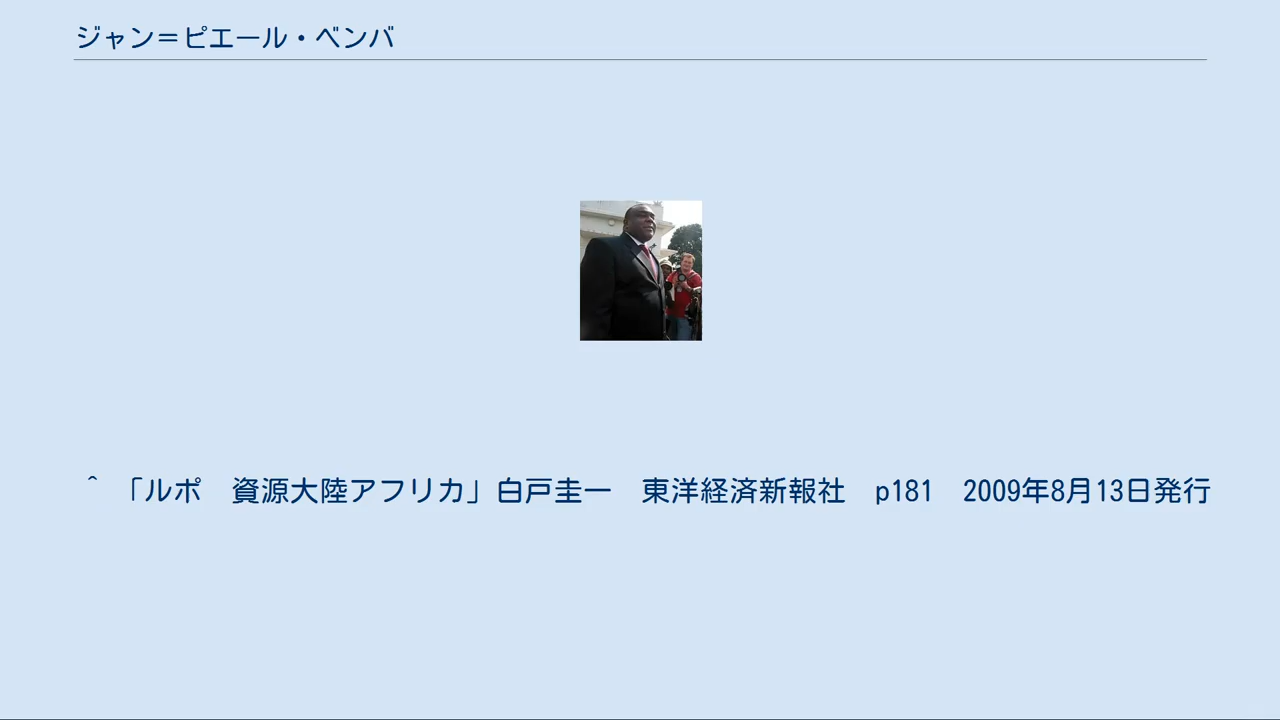 ジャン＝ピエール・ベンバ
^ 「ルポ　資源大陸アフリカ」白戸圭一　東洋経済新報社　p181　2009年8月13日発行